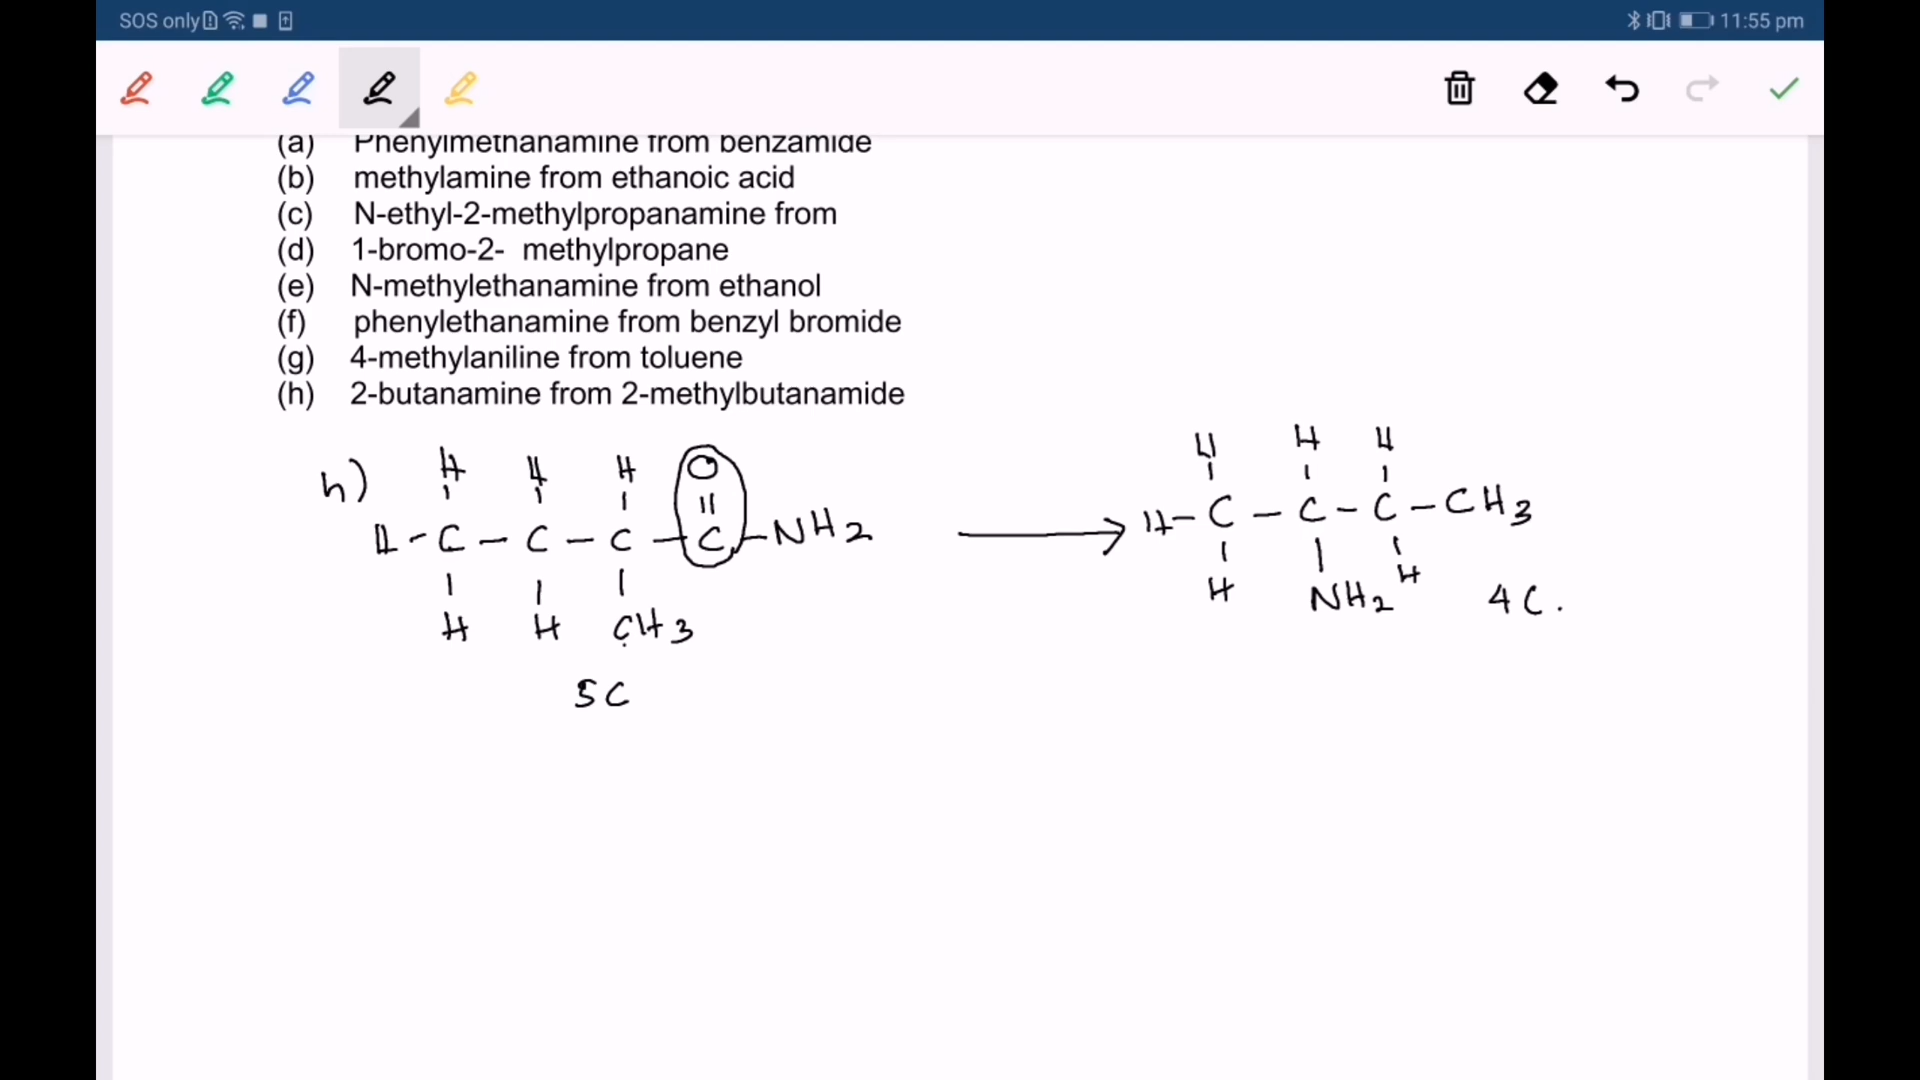 SOS only 11:55 pm
(a) Phenylmethanamine from benzamide
(b) methylamine from ethanoic acid
(c) N-ethyl-2-methylpropanamine from
(d) 1-bromo-2- methylpropane
(e) N-methylethanamine from ethanol
(f) phenylethanamine from benzyl bromide
(g) 4-methylaniline from toluene
(h) 2-butanamine from 2-methylbutanamide
H H H
h) H H H O
H - C - C - C - CH3
H - C - C - C - C - NH2
H NH2 H 4C.
H H CH3
5C